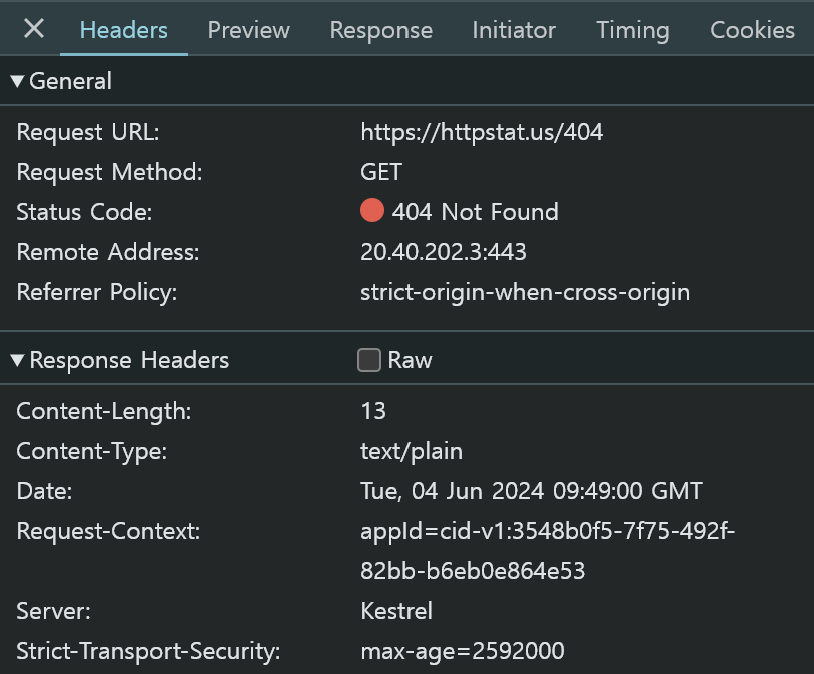 Headers Preview Response Initiator Timing Cookies
General
Request URL: https://httpstat.us/404
Request Method: GET
Status Code: 404 Not Found
Remote Address: 20.40.202.3:443
Referrer Policy: strict-origin-when-cross-origin
Response Headers Raw
Content-Length: 13
Content-Type: text/plain
Date: Tue, 04 Jun 2024 09:49:00 GMT
Request-Context: appId=cid-v1:3548b0f5-7f75-492f-
82bb-b6eb0e864e53
Server: Kestrel
Strict-Transport-Security: max-age=2592000